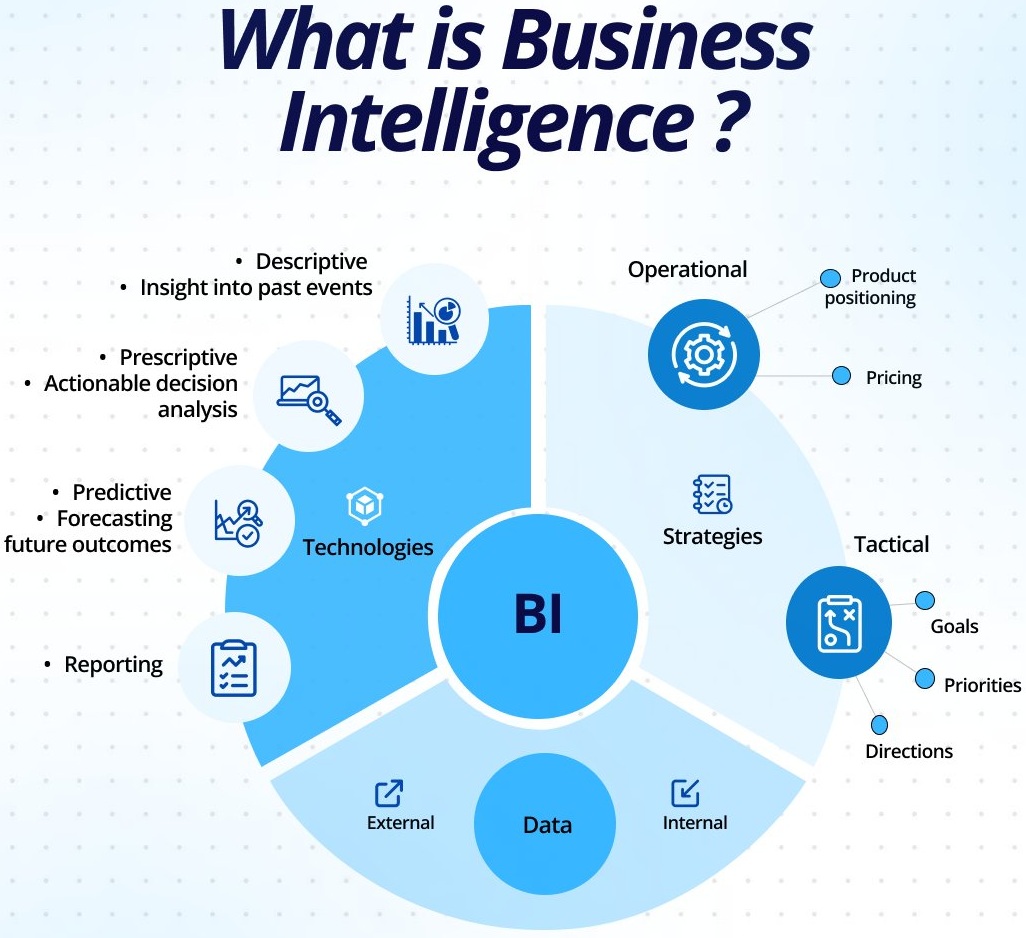 What is Business
Intelligence ?
• Descriptive
• Insight into past events
• Prescriptive
• Actionable decision
analysis
• Predictive
• Forecasting
future outcomes
• Reporting
Technologies
BI
Operational
Product
positioning
Pricing
Strategies
Tactical
Goals
Priorities
Directions
External
Data
Internal